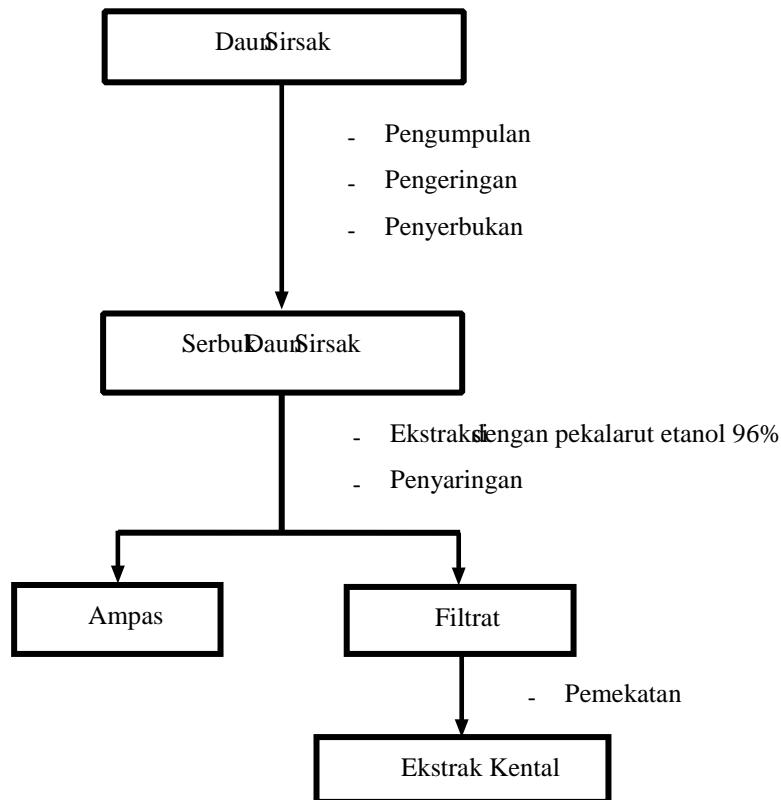 Daun Sirsak
- Pengumpulan
- Pengeringan
- Penyerbukan
Serbuk Daun Sirsak
- Ekstraksi dengan pekalarut etanol 96%
- Penyaringan
Ampas
Filtrat
- Pemekatan
Ekstrak Kental